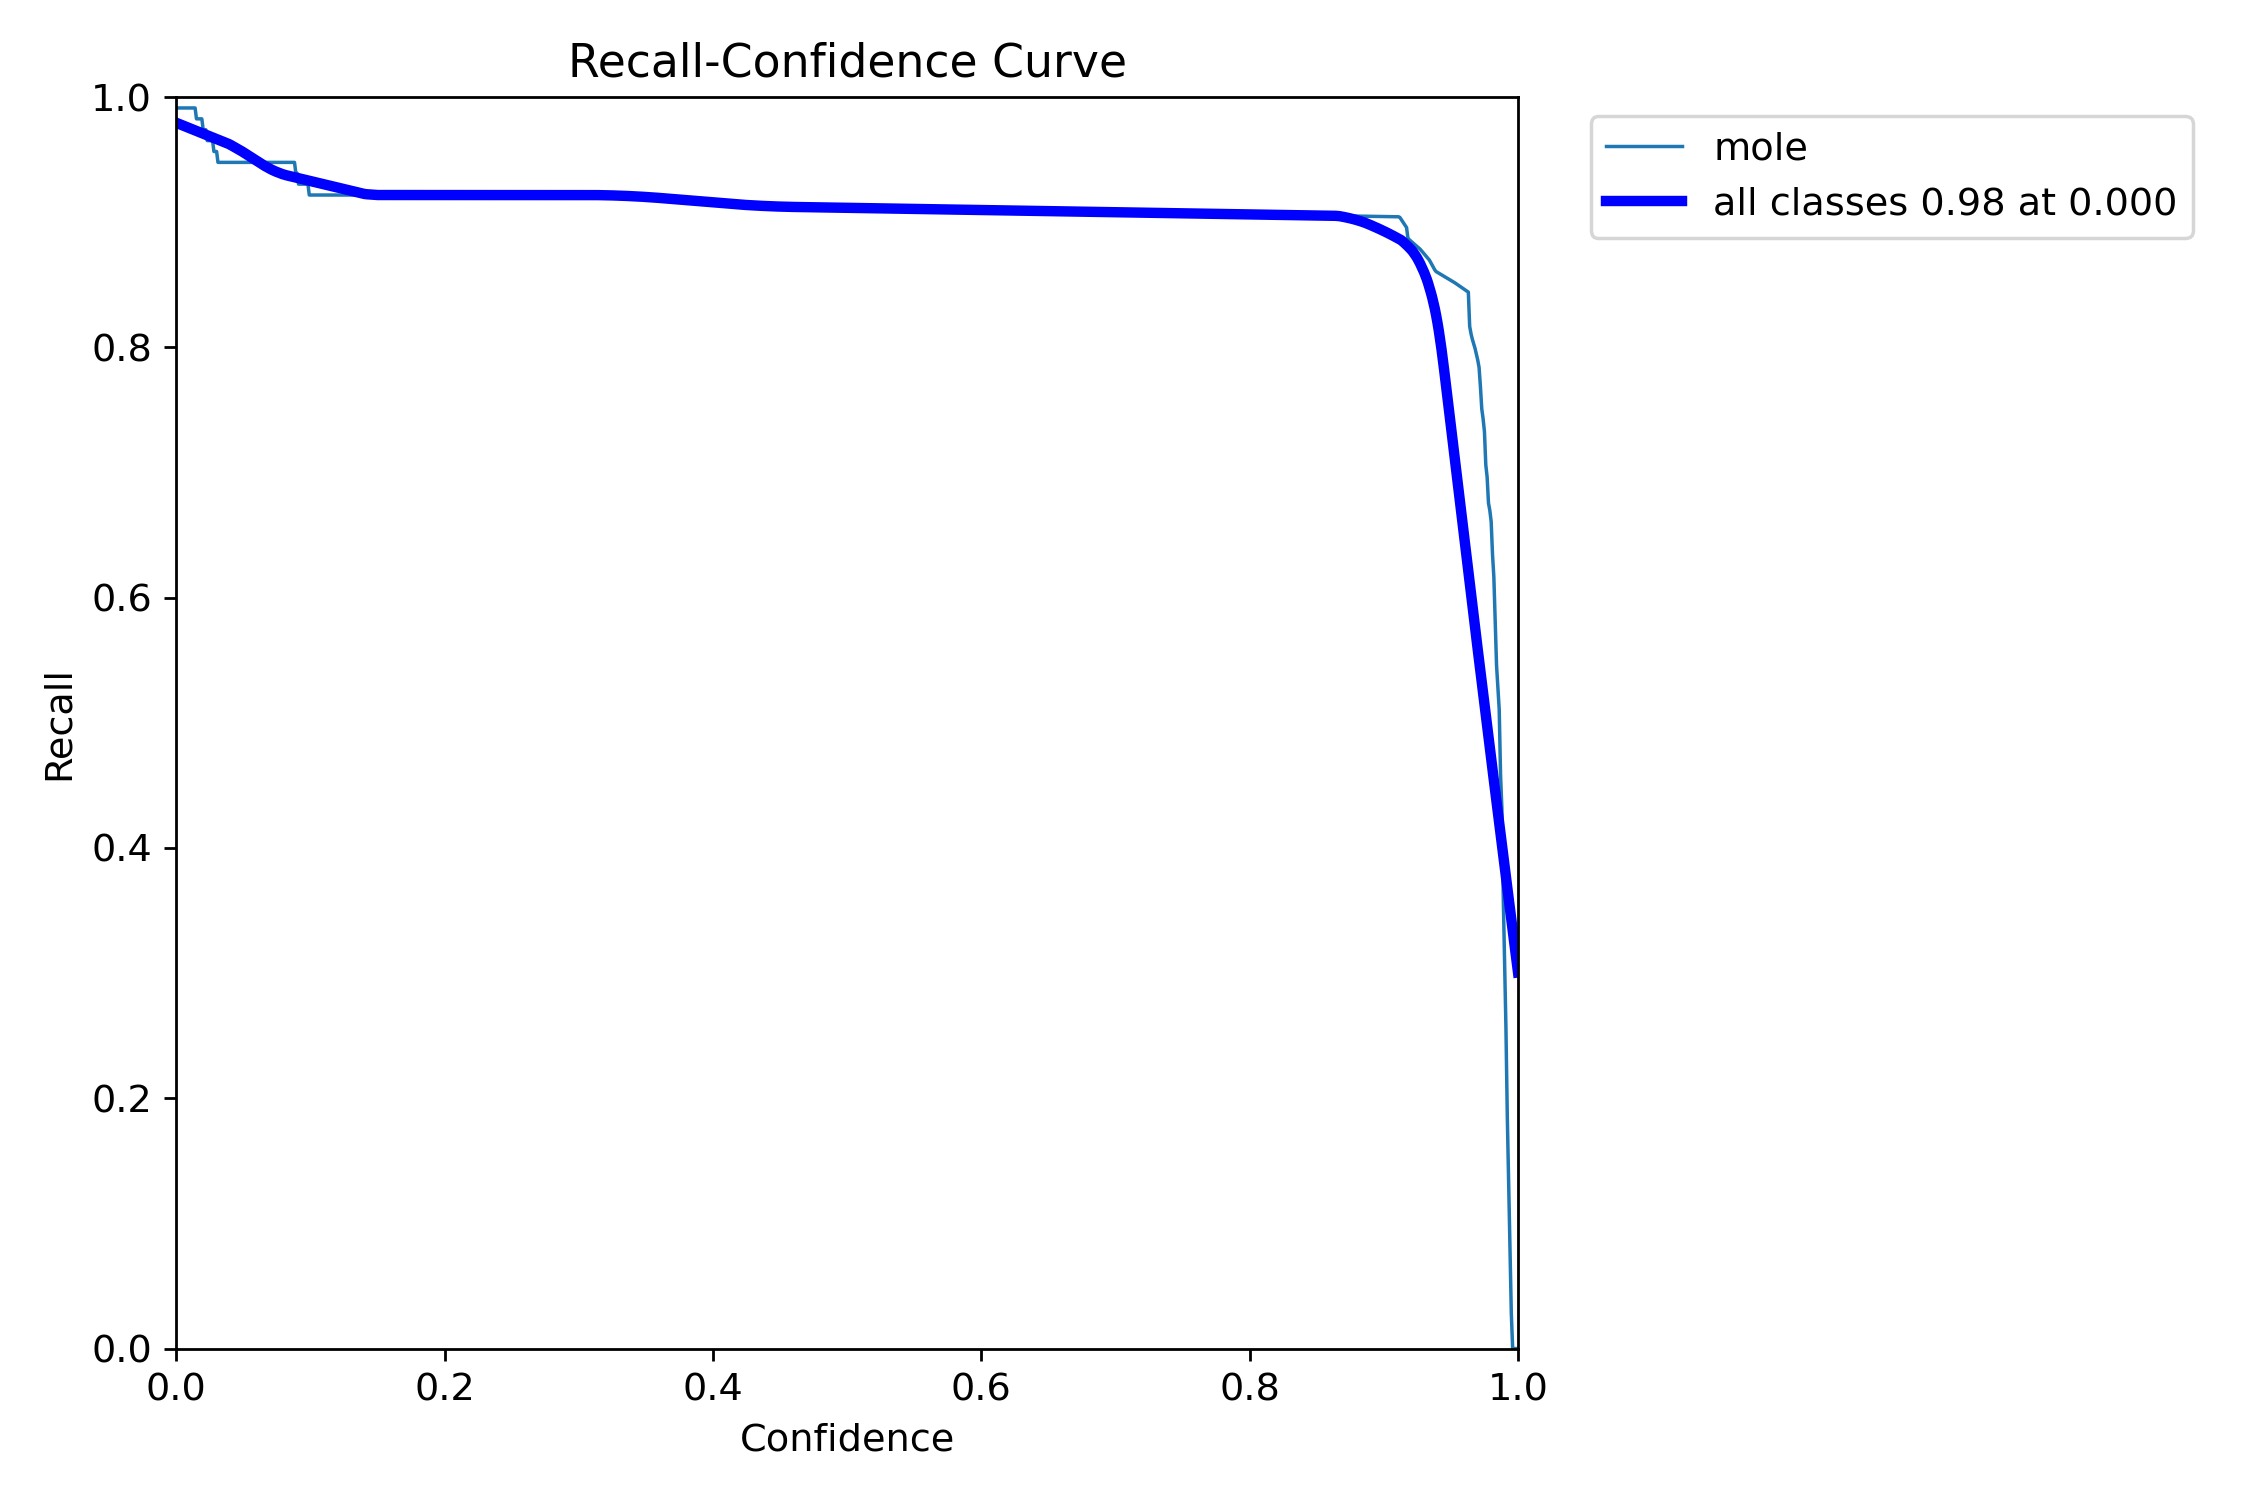 Recall-Confidence Curve
1.0
0.8
0.6
0.4
0.2
0.0
Recall
0.0 0.2 0.4 0.6 0.8 1.0
Confidence
mole
all classes 0.98 at 0.000